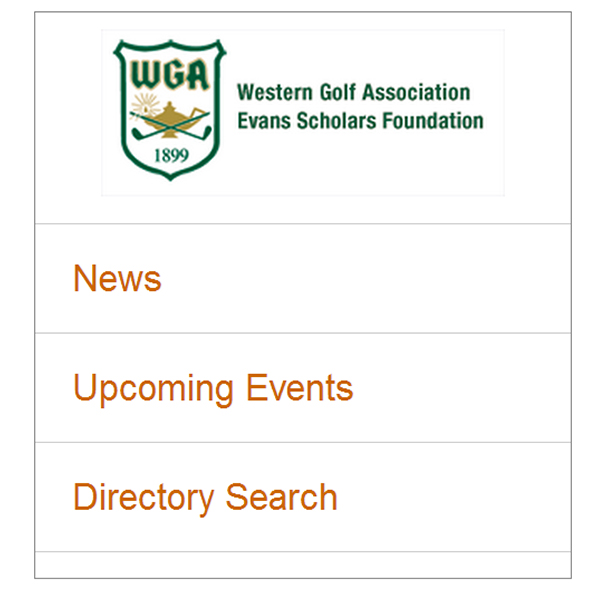 WGA
1899
Western Golf Association
Evans Scholars Foundation
News
Upcoming Events
Directory Search